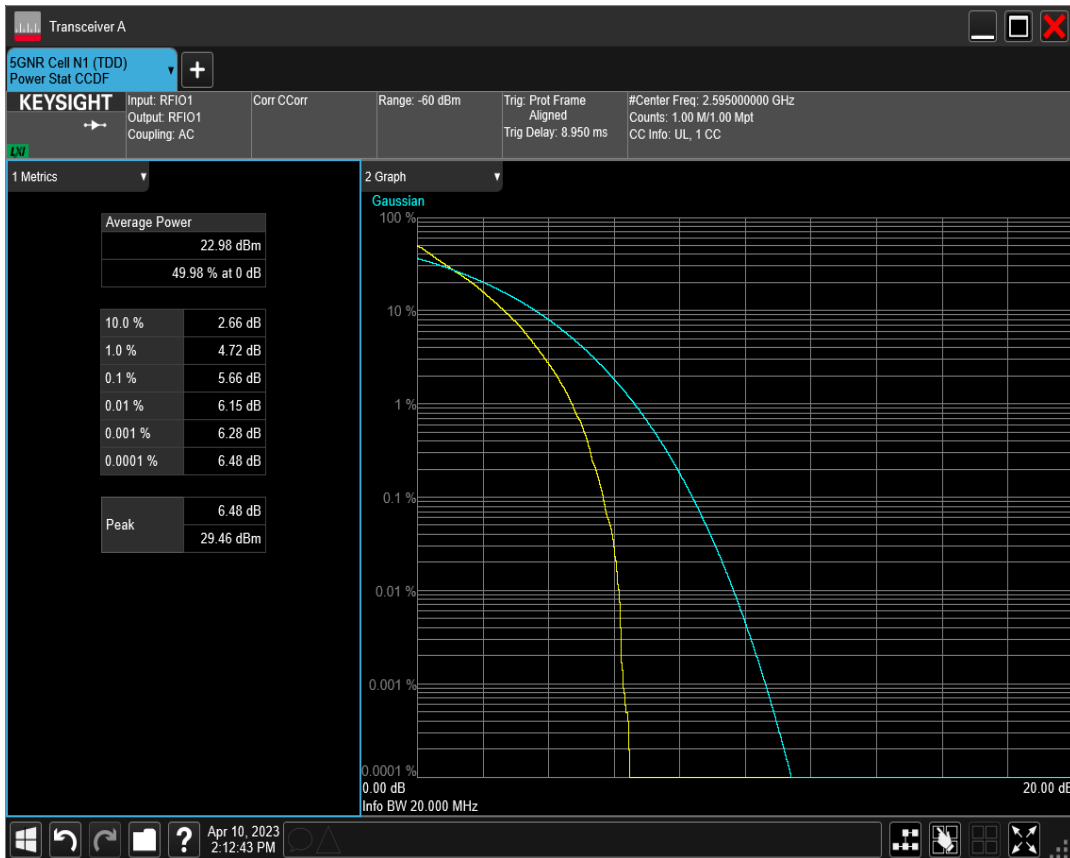 Transceiver A
5GNR Cell N1 (TDD)
Power Stat CCDF
+
KEYSIGHT
LXI
Input: RFIO1
Output: RFIO1
Coupling: AC
Corr CCorr
Range: -60 dBm
Trig: Prot Frame
Aligned
Trig Delay: 8.950 ms
#Center Freq: 2.595000000 GHz
Counts: 1.00 M/1.00 Mpt
CC Info: UL, 1 CC
1 Metrics
Average Power
22.98 dBm
49.98 % at 0 dB
10.0 % 2.66 dB
1.0 % 4.72 dB
0.1 % 5.66 dB
0.01 % 6.15 dB
0.001 % 6.28 dB
0.0001 % 6.48 dB
Peak 6.48 dB
29.46 dBm
2 Graph
Gaussian
100 %
10 %
1 %
0.1 %
0.01 %
0.001 %
0.0001 %
0.00 dB 20.00 dB
Info BW 20.000 MHz
? Apr 10, 2023
2:12:43 PM